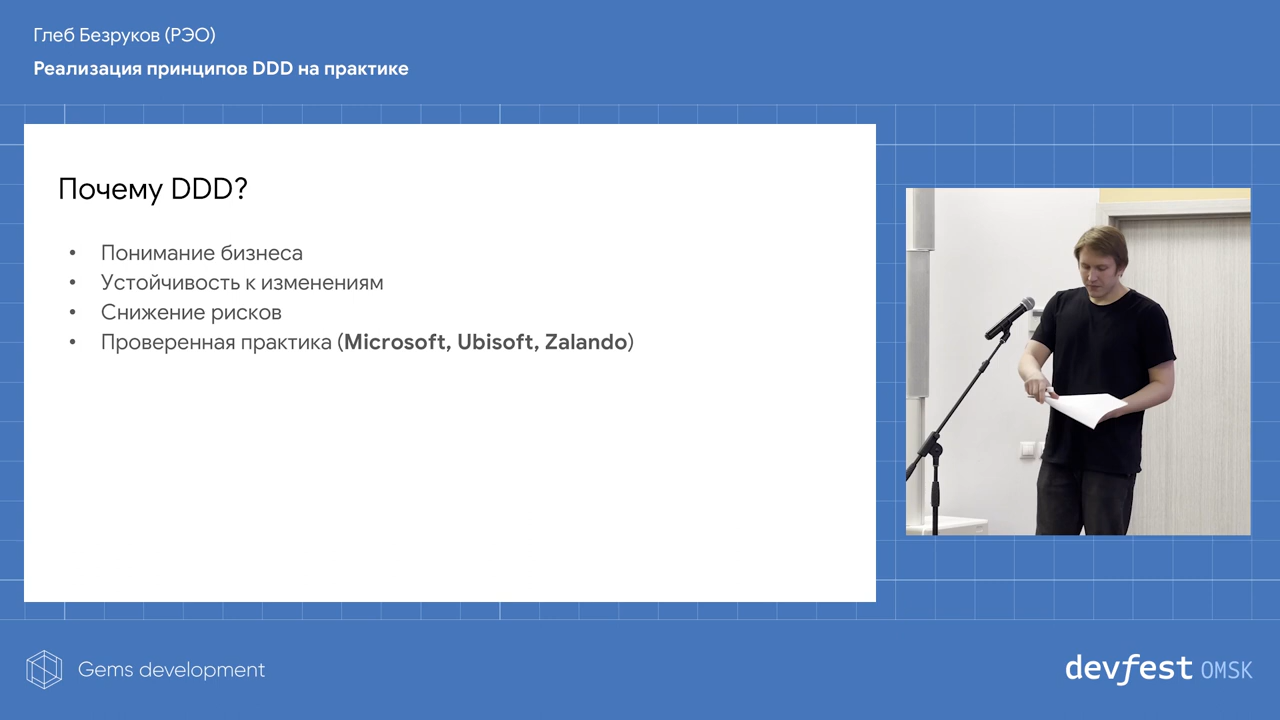 Глеб Безруков (РЭО)
Реализация принципов DDD на практике
Почему DDD?
• Понимание бизнеса
• Устойчивость к изменениям
• Снижение рисков
• Проверенная практика (Microsoft, Ubisoft, Zalando)
Gems development
devfest OMSK